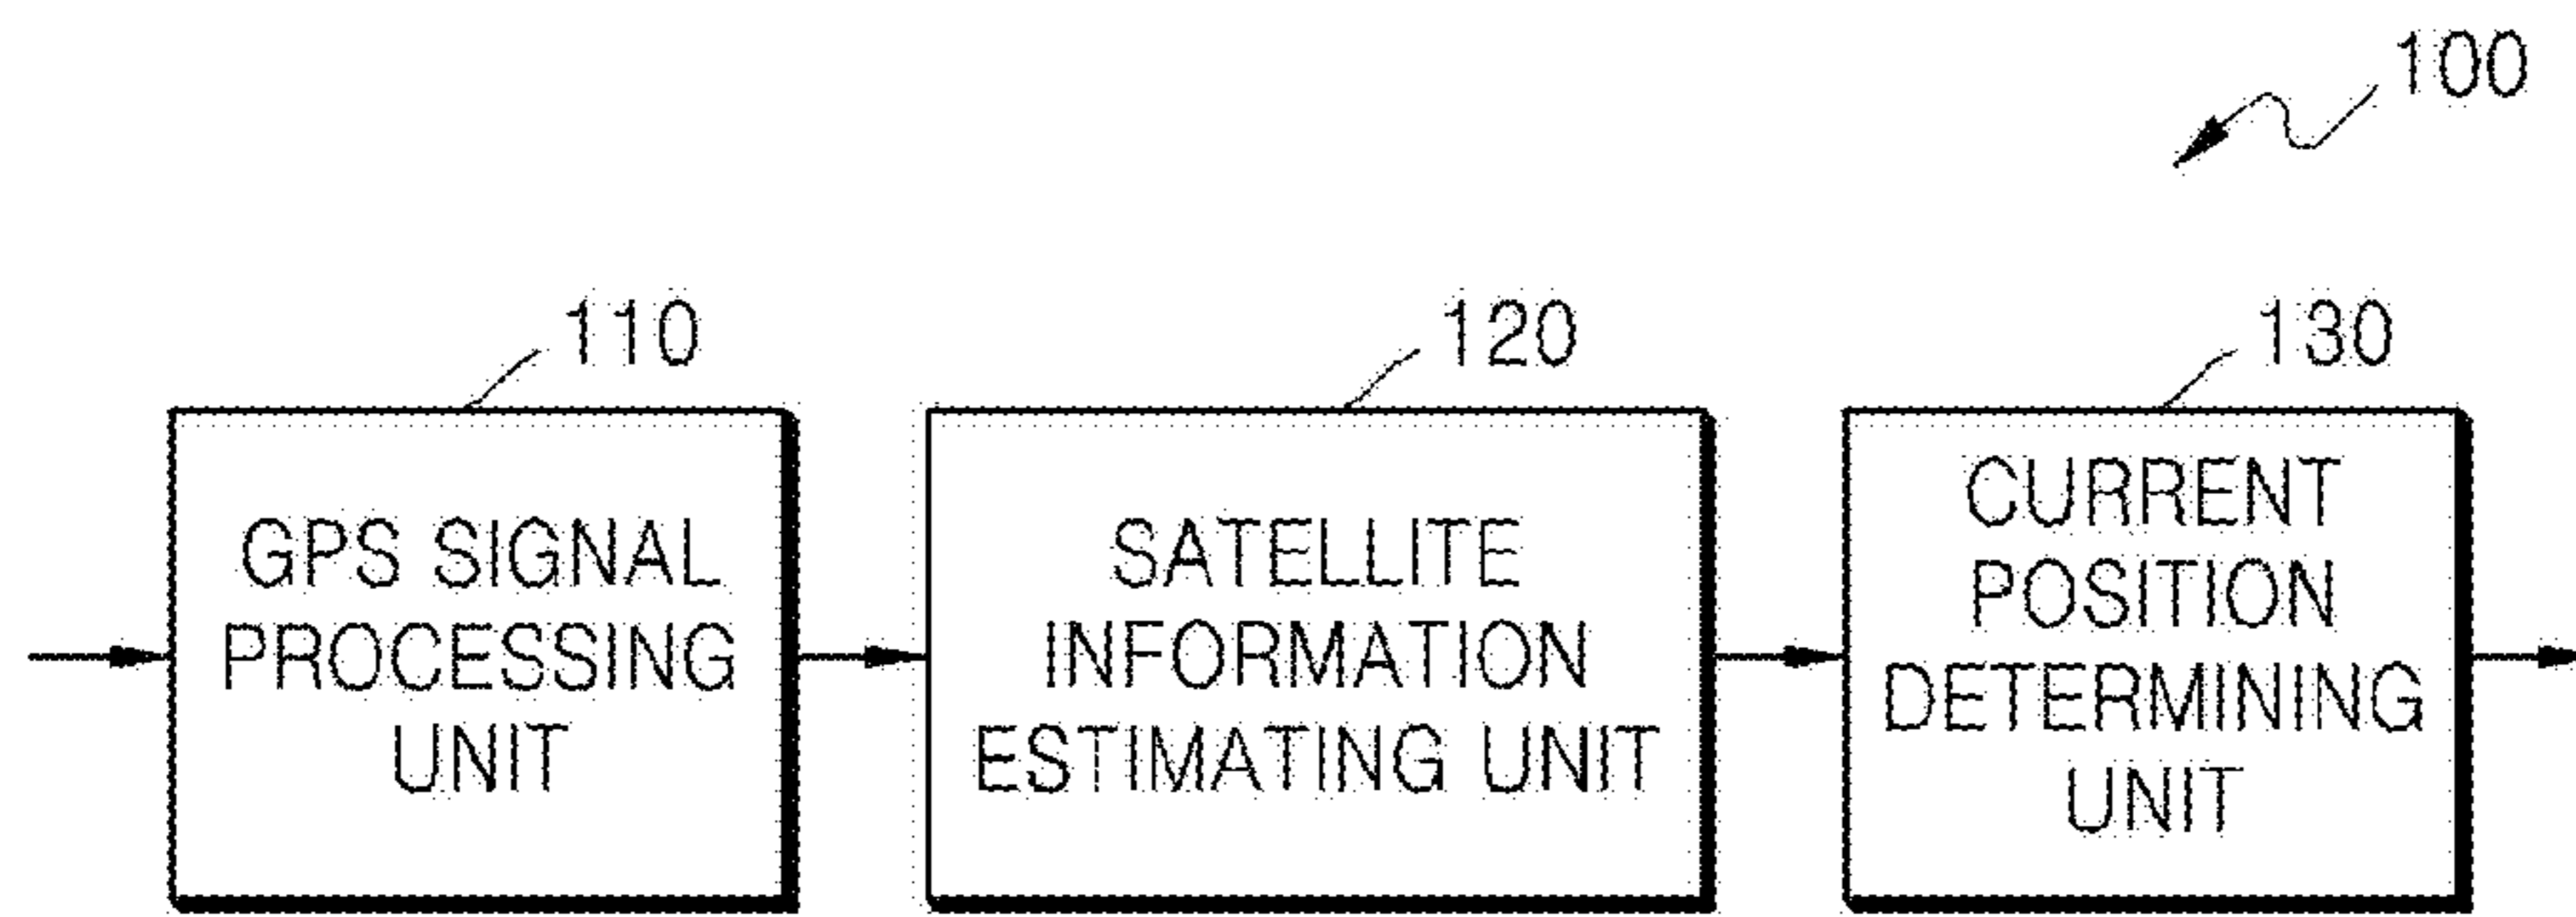 100
110
120
130
GPS SIGNAL
PROCESSING
UNIT
SATELLITE
INFORMATION
ESTIMATING UNIT
CURRENT
POSITION
DETERMINING
UNIT